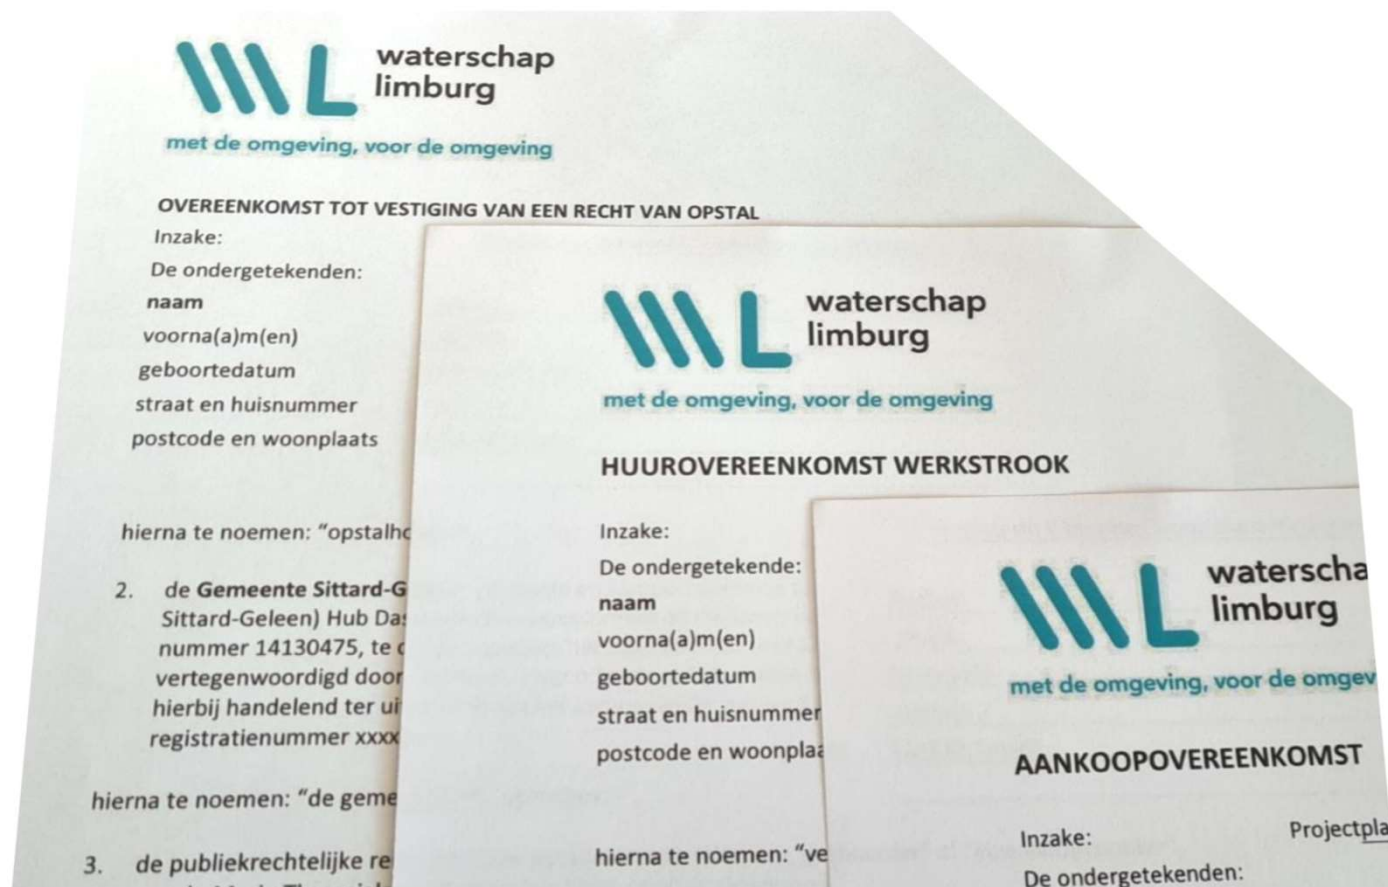 waterschap
limburg
met de omgeving, voor de omgeving
OVEREENKOMST TOT VESTIGING VAN EEN RECHT VAN OPSTAL
Inzake:
De ondergetekenden:
naam
voorna(a)m(en)
geboortedatum
straat en huisnummer
postcode en woonplaats
hierna te noemen: "opstalho
2. de Gemeente Sittard-G
Sittard-Geleen) Hub Das
nummer 14130475, te
vertegenwoordigd door
hierbij handelend ter ui
registratienummer xxxx
hierna te noemen: "de geme
3. de publiekrechtelijke re
WL
waterschap
limburg
met de omgeving, voor de omgeving
HUUROVEREENKOMST WERKSTROOK
Inzake:
De ondergetekende:
naam
voorna(a)m(en)
geboortedatum
straat en huisnummer
postcode en woonplaa
hierna te noemen: "ve
WL
waterscha
limburg
met de omgeving, voor de omgev
AANKOOPOVEREENKOMST
Inzake: Projectpla
De ondergetekenden: